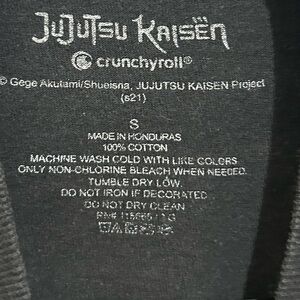 JUJUTSU KAISEN
crunchyroll®
© Gege Akutami/Shueisha, JUJUTSU KAISEN Project
(s21)
S
MADE IN HONDURAS
100% COTTON
MACHINE WASH COLD WITH LIKE COLORS
ONLY NON-CHLORINE BLEACH WHEN NEEDED.
TUMBLE DRY LOW.
DO NOT IRON IF DECORATED
DO NOT DRY CLEAN
RN#